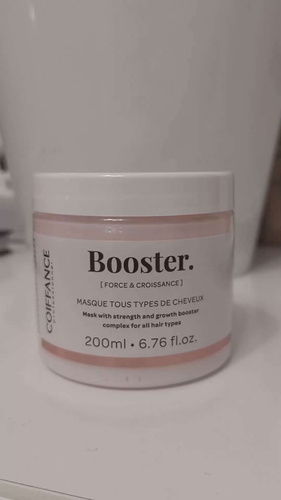 COIFFANCE
Booster.
[ FORCE & CROISSANCE ]
MASQUE TOUS TYPES DE CHEVEUX
Mask with strength and growth booster
complex for all hair types
200ml • 6.76 fl.oz.